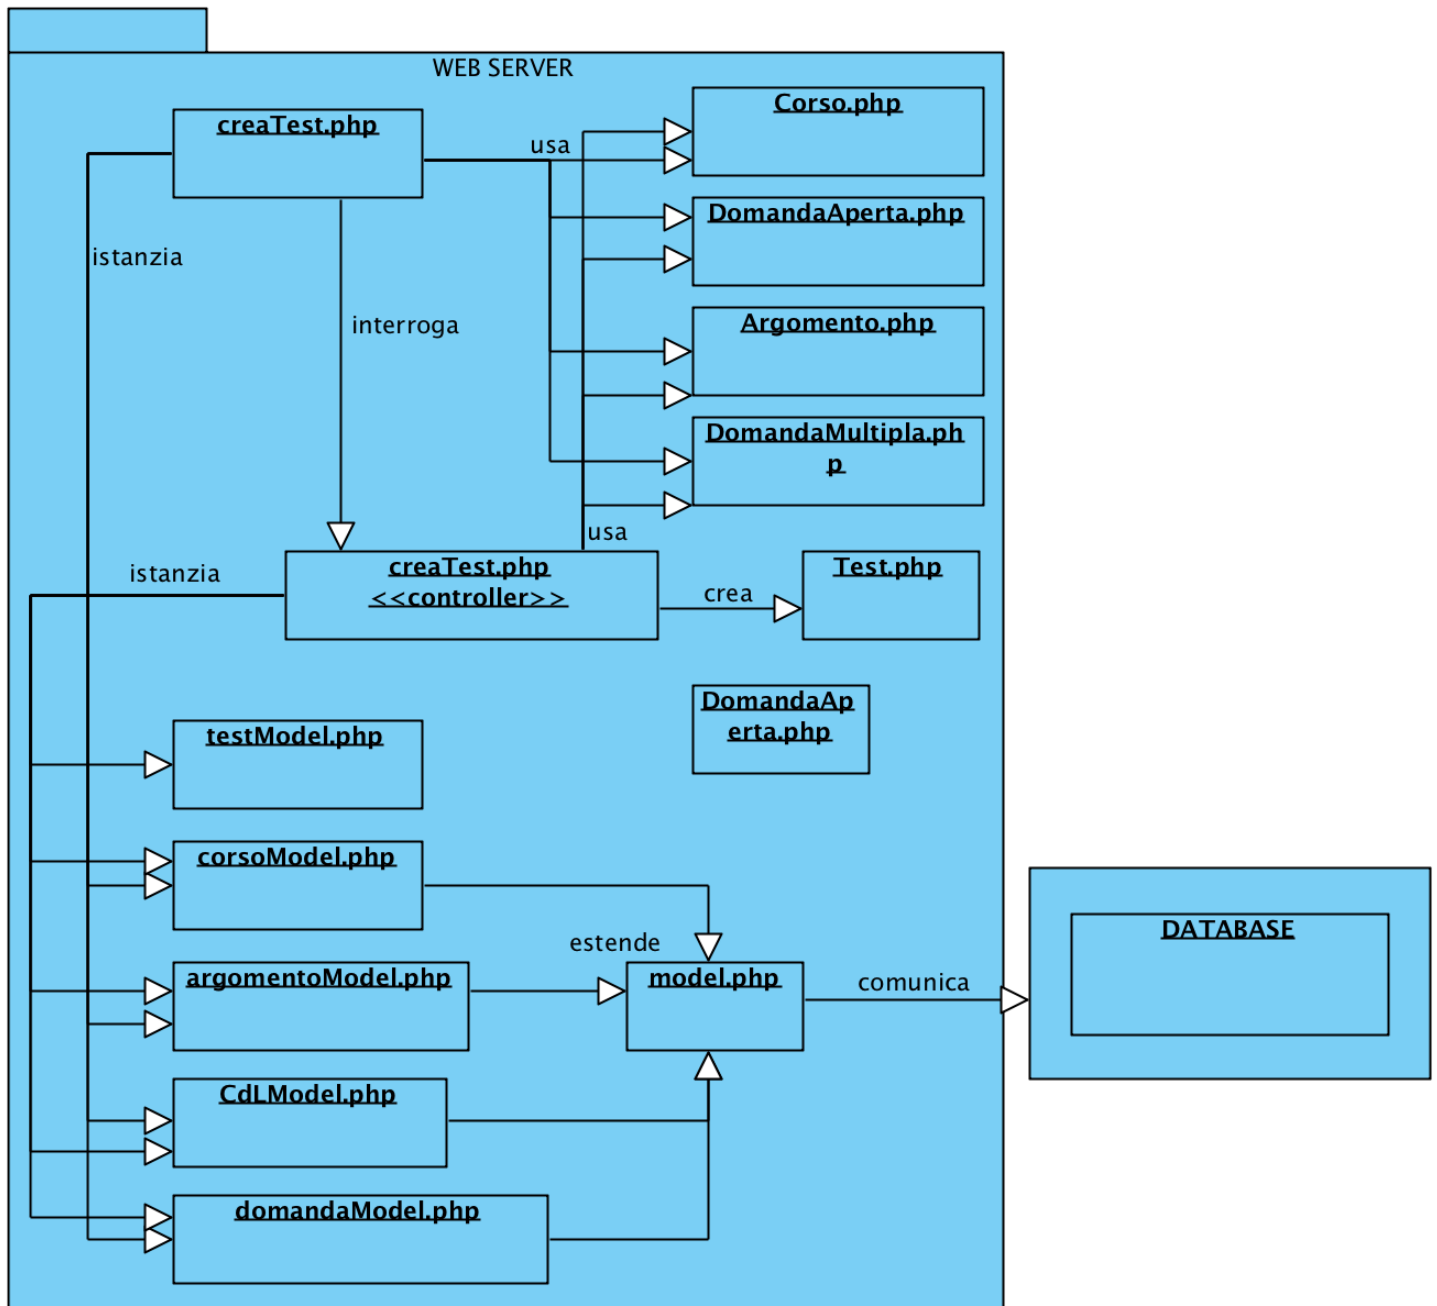 WEB SERVER
creaTest.php
Corso.php
usa
DomandaAperta.php
istanzia
interroga
Argomento.php
DomandaMultipla.ph
p
usa
istanzia
creaTest.php
<<controller>>
crea
Test.php
DomandaAp
erta.php
testModel.php
corsoModel.php
estende
argomentoModel.php
model.php
comunica
DATABASE
CdLModel.php
domandaModel.php